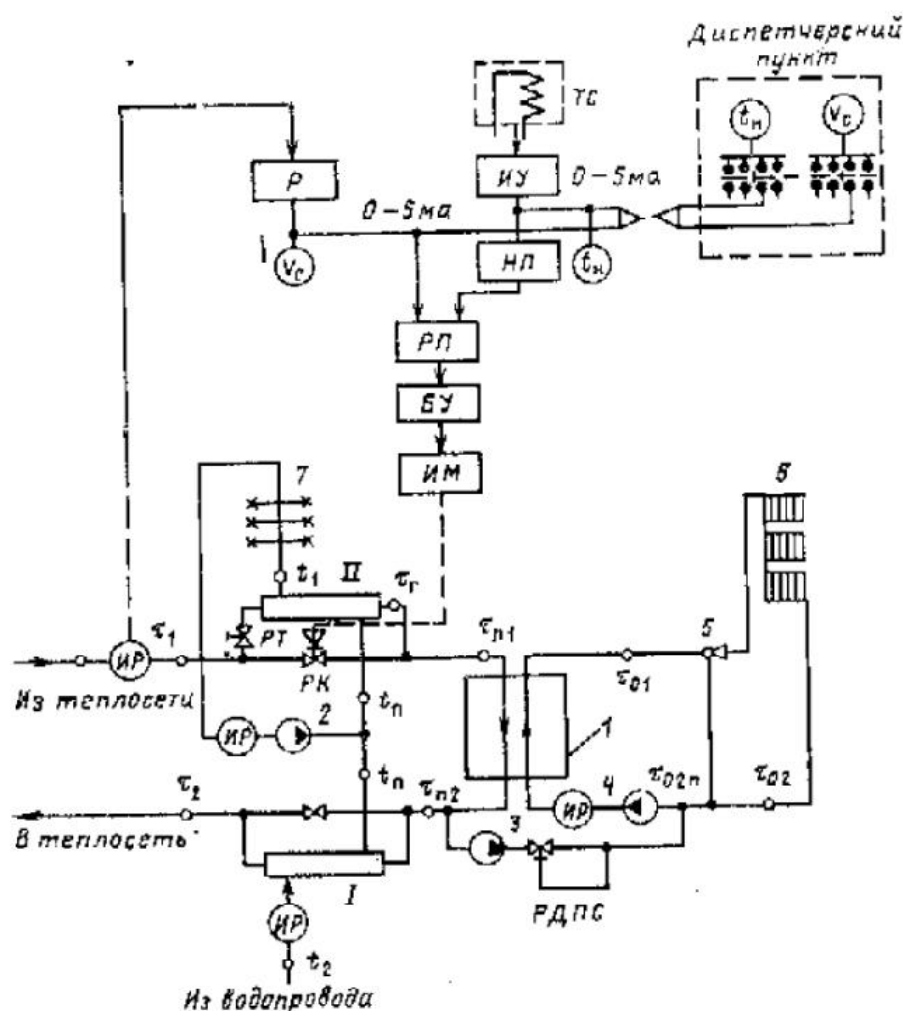 Диспетчерский
пункт
tн
Vс
ТС
Р
ИУ
0-5ма
0-5ма
Vс
НП
tн
РП
БУ
ИМ
7
6
t₁
II
τг
РТ
τ₁
ИР
РК
τп1
5
τ01
Из теплосети
tп
2
ИР
1
tп
τ₂
τп2
4
τ02п
τ02
ИР
3
В теплосеть
I
РДПС
ИР
t₂
Из водопровода